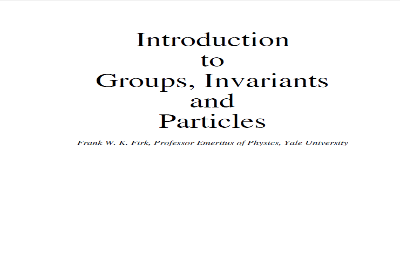 Introduction
to
Groups, Invariants
and
Particles
Frank W. K. Firk, Professor Emeritus of Physics, Yale University